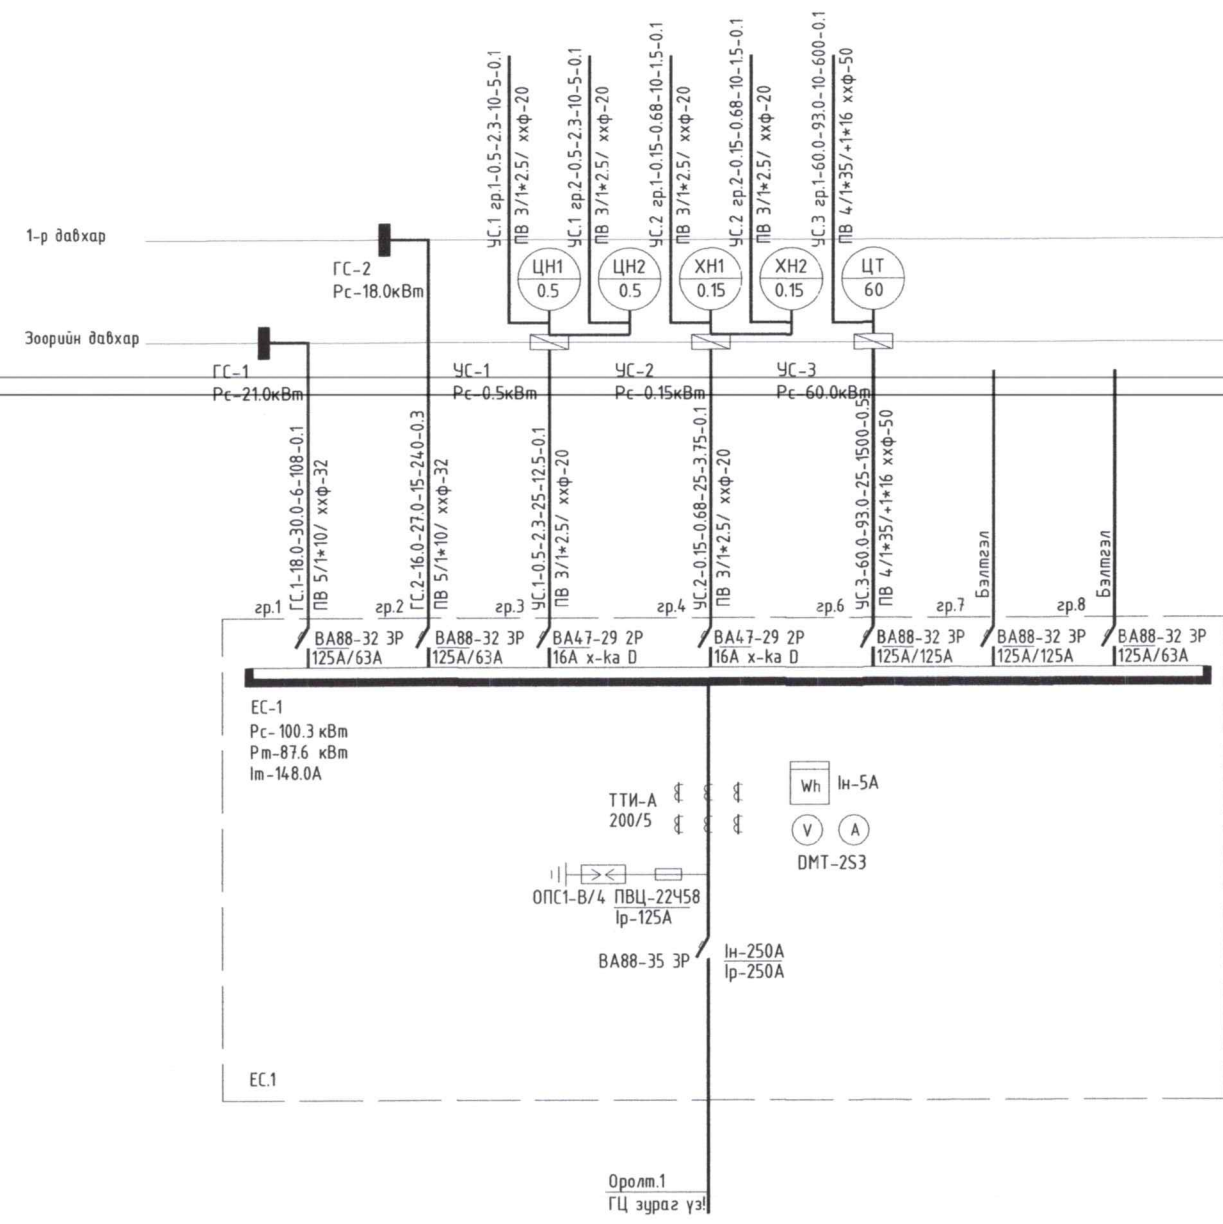 УС.1 гр.1-0.5-2.3-10-5-0.1
ПВ 3/1*2.5/ ххф-20
УС.1 гр.2-0.5-2.3-10-5-0.1
ПВ 3/1*2.5/ ххф-20
УС.2 гр.1-0.15-0.68-10-1.5-0.1
ПВ 3/1*2.5/ ххф-20
УС.2 гр.2-0.15-0.68-10-1.5-0.1
ПВ 3/1*2.5/ ххф-20
УС.3 гр.1-60.0-93.0-10-600-0.1
ПВ 4/1*35/+1*16 ххф-50
1-р давхар
ГС-2
Рс-18.0кВт
ЦН1
0.5
ЦН2
0.5
ХН1
0.15
ХН2
0.15
ЦТ
60
Зоорийн давхар
ГС-1
Рс-21.0кВт
УС-1
Рс-0.5кВт
УС-2
Рс-0.15кВт
УС-3
Рс-60.0кВт
ГС.1-18.0-30.0-6-108-0.1
ПВ 5/1*10/ ххф-32
ГС.2-16.0-27.0-15-240-0.3
ПВ 5/1*10/ ххф-32
УС.1-0.5-2.3-25-12.5-0.1
ПВ 3/1*2.5/ ххф-20
УС.2-0.15-0.68-25-3.75-0.1
ПВ 3/1*2.5/ ххф-20
УС.3-60.0-93.0-25-1500-0.5
ПВ 4/1*35/+1*16 ххф-50
Бэлтгэл
Бэлтгэл
гр.1 гр.2 гр.3 гр.4 гр.6 гр.7 гр.8
ВА88-32 3Р
125А/63А
ВА88-32 3Р
125А/63А
ВА47-29 2Р
16А х-ка D
ВА47-29 2Р
16А х-ка D
ВА88-32 3Р
125А/125А
ВА88-32 3Р
125А/125А
ВА88-32 3Р
125А/63А
ЕС-1
Рс-100.3 кВт
Рт-87.6 кВт
Iт-148.0А
ТТИ-А
200/5
Wh
Iн-5А
V
A
DMT-2S3
ОПС1-В/4
ПВЦ-22Ч58
Iр-125А
ВА88-35 3Р
Iн-250А
Iр-250А
ЕС.1
Оролт.1
ГЦ зураг үз!